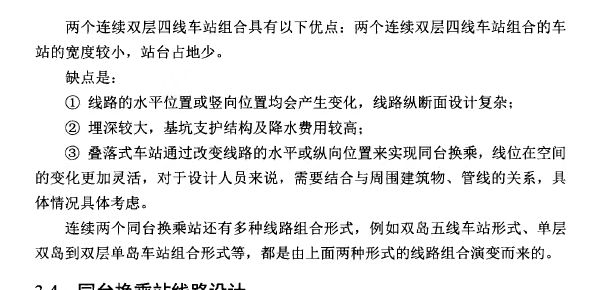 两个连续双层四线车站组合具有以下优点：两个连续双层四线车站组合的车
站的宽度较小，站台占地少。
缺点是：
① 线路的水平位置或竖向位置均会产生变化，线路纵断面设计复杂；
② 埋深较大，基坑支护结构及降水费用较高；
③ 叠落式车站通过改变线路的水平或纵向位置来实现同台换乘，线位在空间
的变化更加灵活，对于设计人员来说，需要结合与周围建筑物、管线的关系，具
体情况具体考虑。
连续两个同台换乘站还有多种线路组合形式，例如双岛五线车站形式、单层
双岛到双层单岛车站组合形式等，都是由上面两种形式的线路组合演变而来的。
同台换乘站线路设计